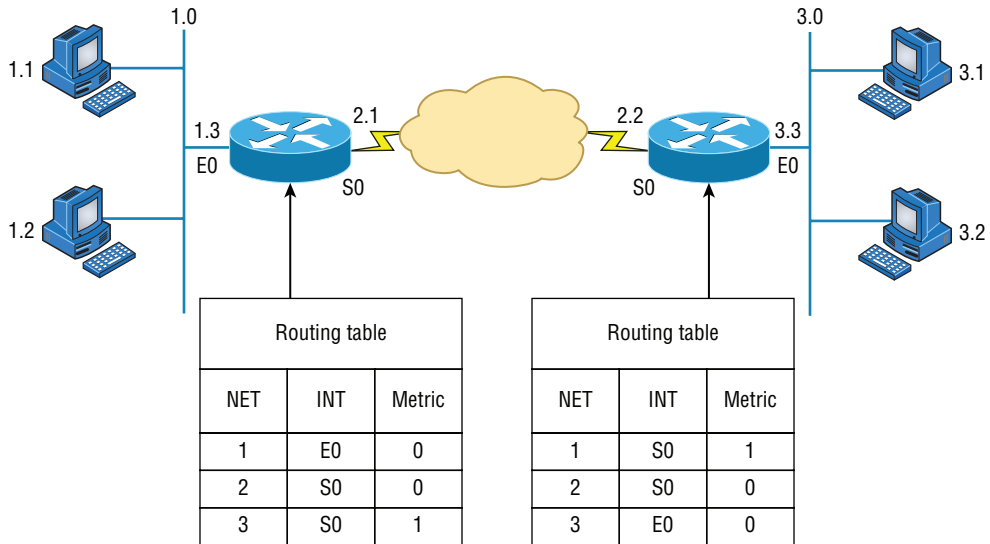 1.0
3.0
1.1
3.1
1.3
2.1
2.2
3.3
E0
S0
S0
E0
1.2
3.2
Routing table
NET INT Metric
1 E0 0
2 S0 0
3 S0 1
Routing table
NET INT Metric
1 S0 1
2 S0 0
3 E0 0